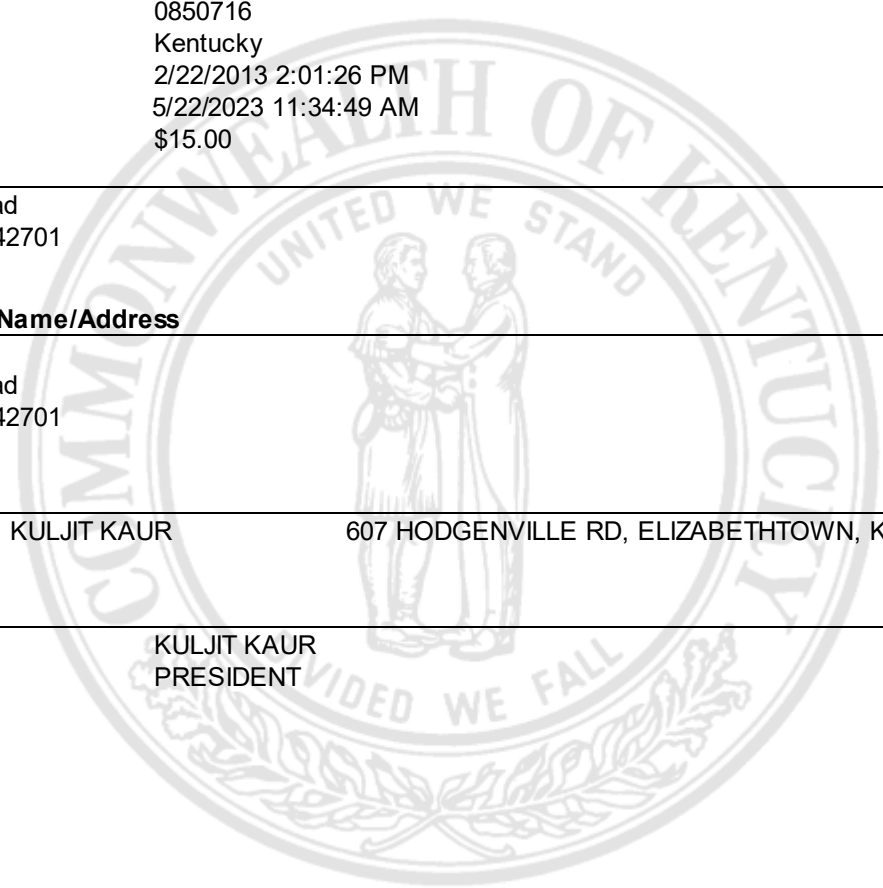 0850716
Kentucky
2/22/2013 2:01:26 PM
5/22/2023 11:34:49 AM
$15.00
ad
42701
Name/Address
ad
42701
KULJIT KAUR 607 HODGENVILLE RD, ELIZABETHTOWN, K
KULJIT KAUR
PRESIDENT
COMMONWEALTH OF KENTUCKY
UNITED WE STAND
DIVIDED WE FALL